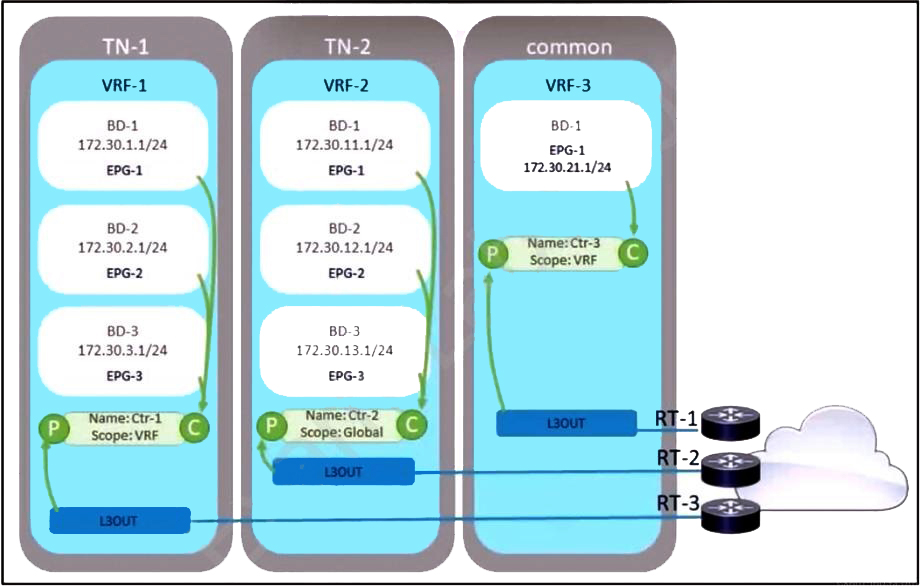 TN-1
VRF-1
BD-1
172.30.1.1/24
EPG-1
BD-2
172.30.2.1/24
EPG-2
BD-3
172.30.3.1/24
EPG-3
P
Name: Ctr-1
Scope: VRF
C
L3OUT
TN-2
VRF-2
BD-1
172.30.11.1/24
EPG-1
BD-2
172.30.12.1/24
EPG-2
BD-3
172.30.13.1/24
EPG-3
P
Name: Ctr-2
Scope: Global
C
L3OUT
common
VRF-3
BD-1
EPG-1
172.30.21.1/24
P
Name: Ctr-3
Scope: VRF
C
L3OUT
RT-1
RT-2
RT-3